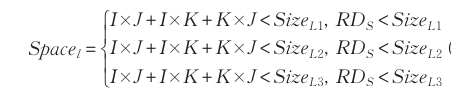 I×J+I×K+K×J<Size_{L1}, RD_S<Size_{L1}
Space_l= { I×J+I×K+K×J<Size_{L2}, RD_S<Size_{L2} (
I×J+I×K+K×J<Size_{L3}, RD_S<Size_{L3}